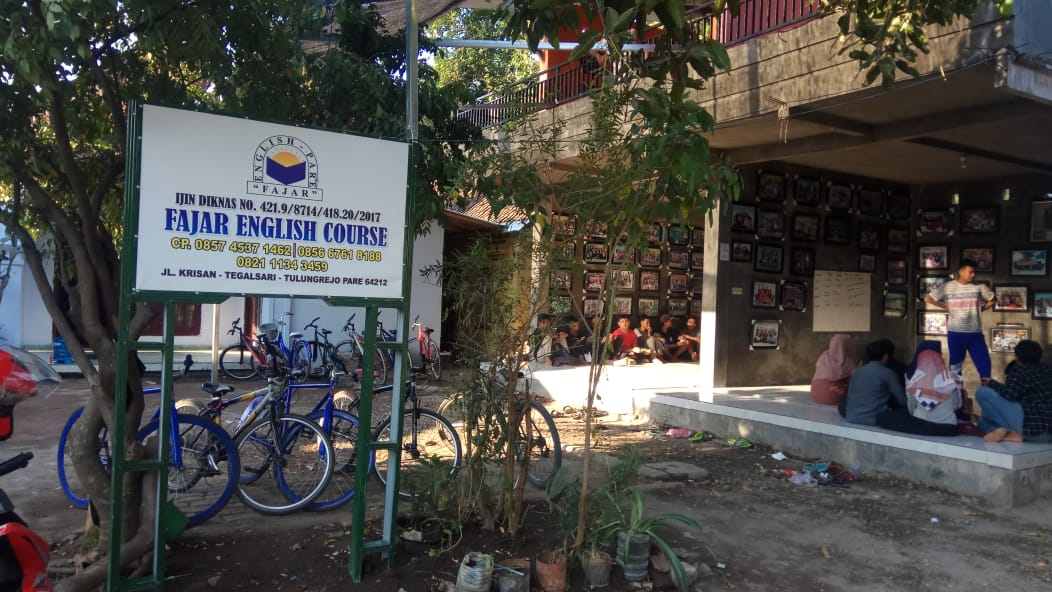 ENGLISH - PARE
"FAJAR"
IJIN DIKNAS NO. 421.9/8714/418.20/2017
FAJAR ENGLISH COURSE
CP. 0857 4537 1462 | 0856 6761 8188
0821 1134 3459
JL. KRISAN - TEGALSARI - TULUNGREJO PARE 64212